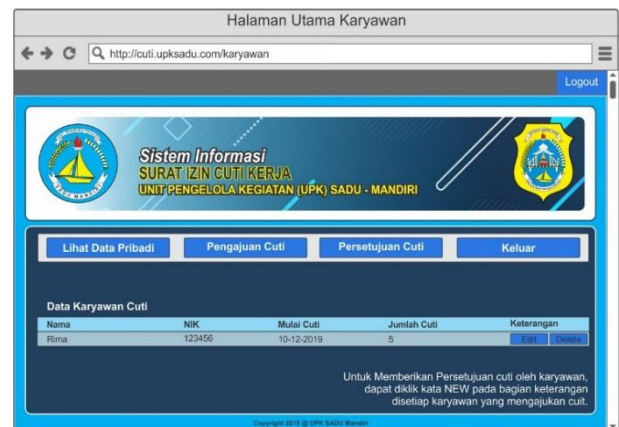 Halaman Utama Karyawan
http://cuti.upksadu.com/karyawan
Logout
Sistem Informasi
SURAT IZIN CUTI KERJA
UNIT PENGELOLA KEGIATAN (UPK) SADU - MANDIRI
Lihat Data Pribadi Pengajuan Cuti Persetujuan Cuti Keluar
Data Karyawan Cuti
Nama NIK Mulai Cuti Jumlah Cuti Keterangan
Rima 123456 10-12-2019 5 Edit Delete
Untuk Memberikan Persetujuan cuti oleh karyawan,
dapat diklik kata NEW pada bagian keterangan
disetiap karyawan yang mengajukan cuit.
Copyright 2019 @ UPK SADU Mandiri